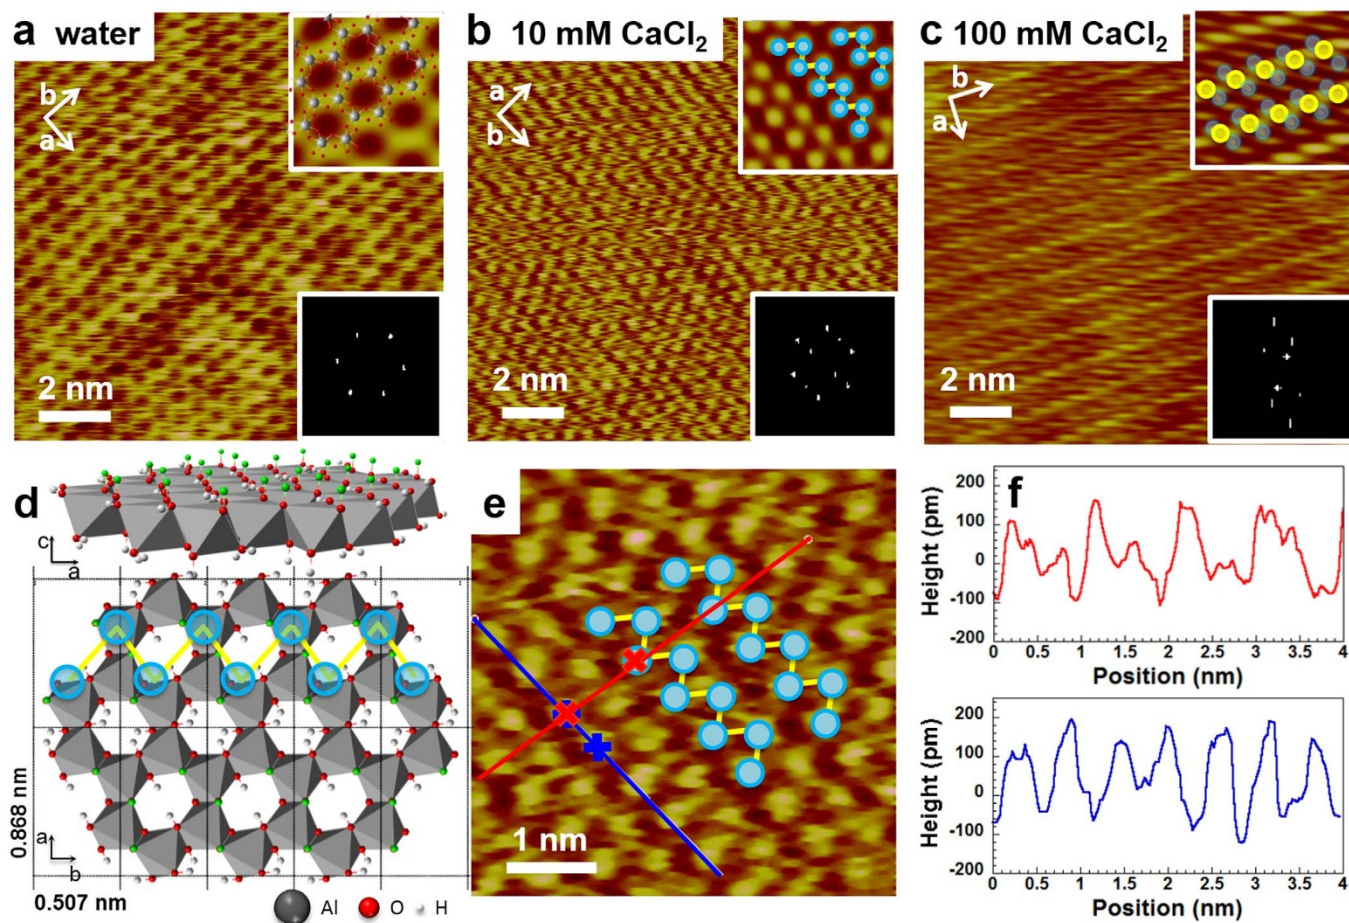 a water
b
a
2 nm
b 10 mM CaCl₂
a
b
2 nm
c 100 mM CaCl₂
b
a
2 nm
d
c
a
0.868 nm
a
b
0.507 nm
Al O H
e
1 nm
f
Height (pm)
200
100
0
-100
-200
0 0.5 1 1.5 2 2.5 3 3.5 4
Position (nm)
Height (pm)
200
100
0
-100
-200
0 0.5 1 1.5 2 2.5 3 3.5 4
Position (nm)